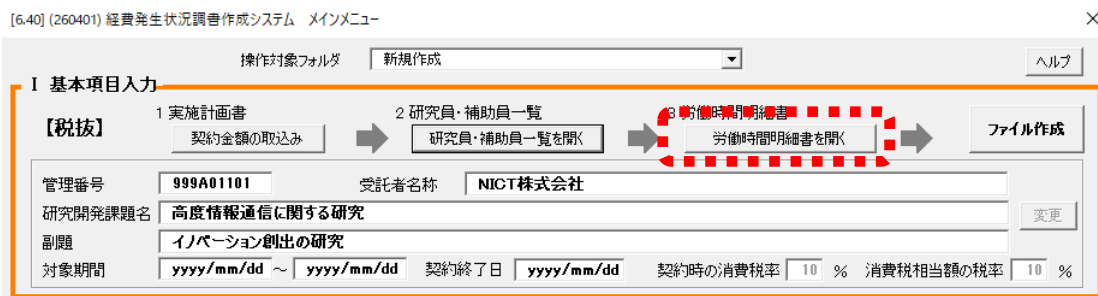 [6.40] (260401) 経費発生状況調書作成システム　メインメニュー ×
操作対象フォルダ 新規作成 ヘルプ
Ⅰ 基本項目入力
【税抜】 1 実施計画書 2 研究員・補助員一覧 3 労働時間明細書
契約金額の取込み 研究員・補助員一覧を開く 労働時間明細書を開く ファイル作成
管理番号 999A01101 受託者名称 NICT株式会社
研究開発課題名 高度情報通信に関する研究 変更
副題 イノベーション創出の研究
対象期間 yyyy/mm/dd ～ yyyy/mm/dd 契約終了日 yyyy/mm/dd 契約時の消費税率 10 % 消費税相当額の税率 10 %